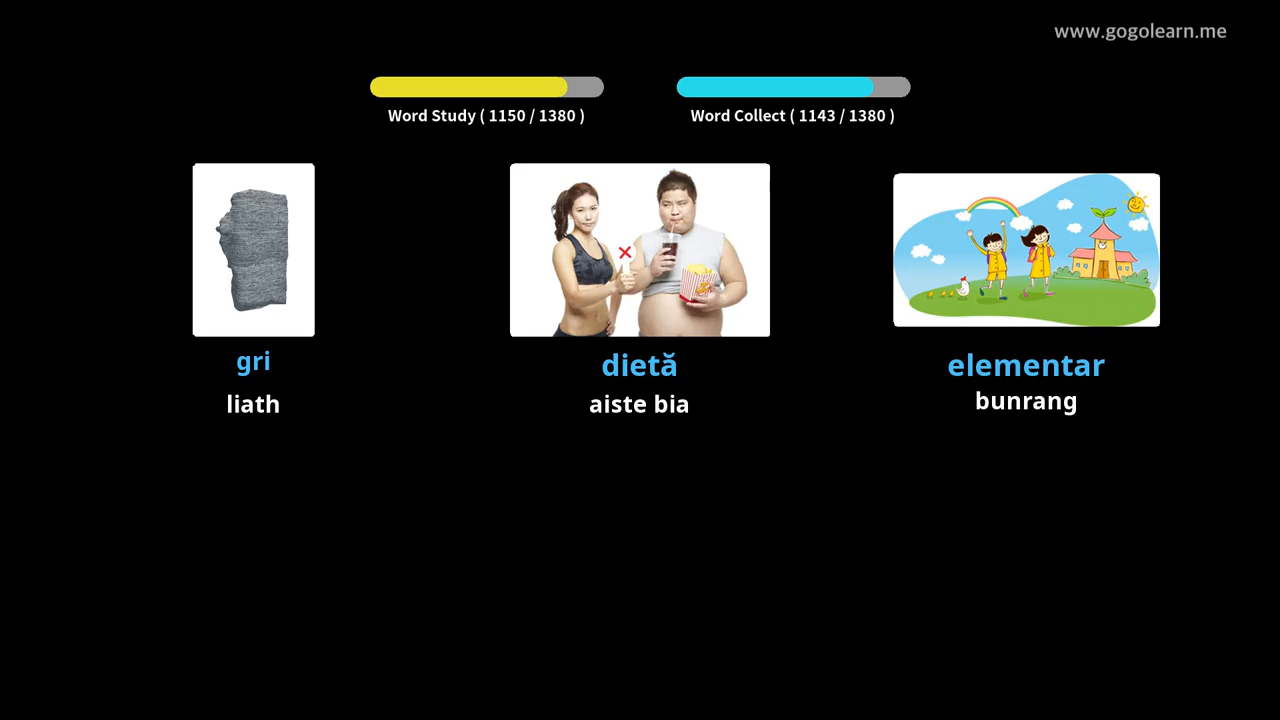 www.gogolearn.me
Word Study ( 1150 / 1380 )
Word Collect ( 1143 / 1380 )
gri
dietă
elementar
liath
aiste bia
bunrang